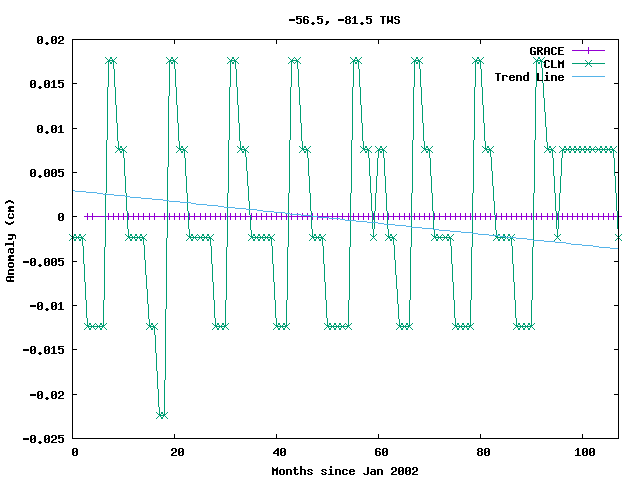 -56.5, -81.5 TWS
GRACE
CLM
Trend Line
0.02
0.015
0.01
0.005
0
-0.005
-0.01
-0.015
-0.02
-0.025
Anomaly (cm)
0 20 40 60 80 100
Months since Jan 2002